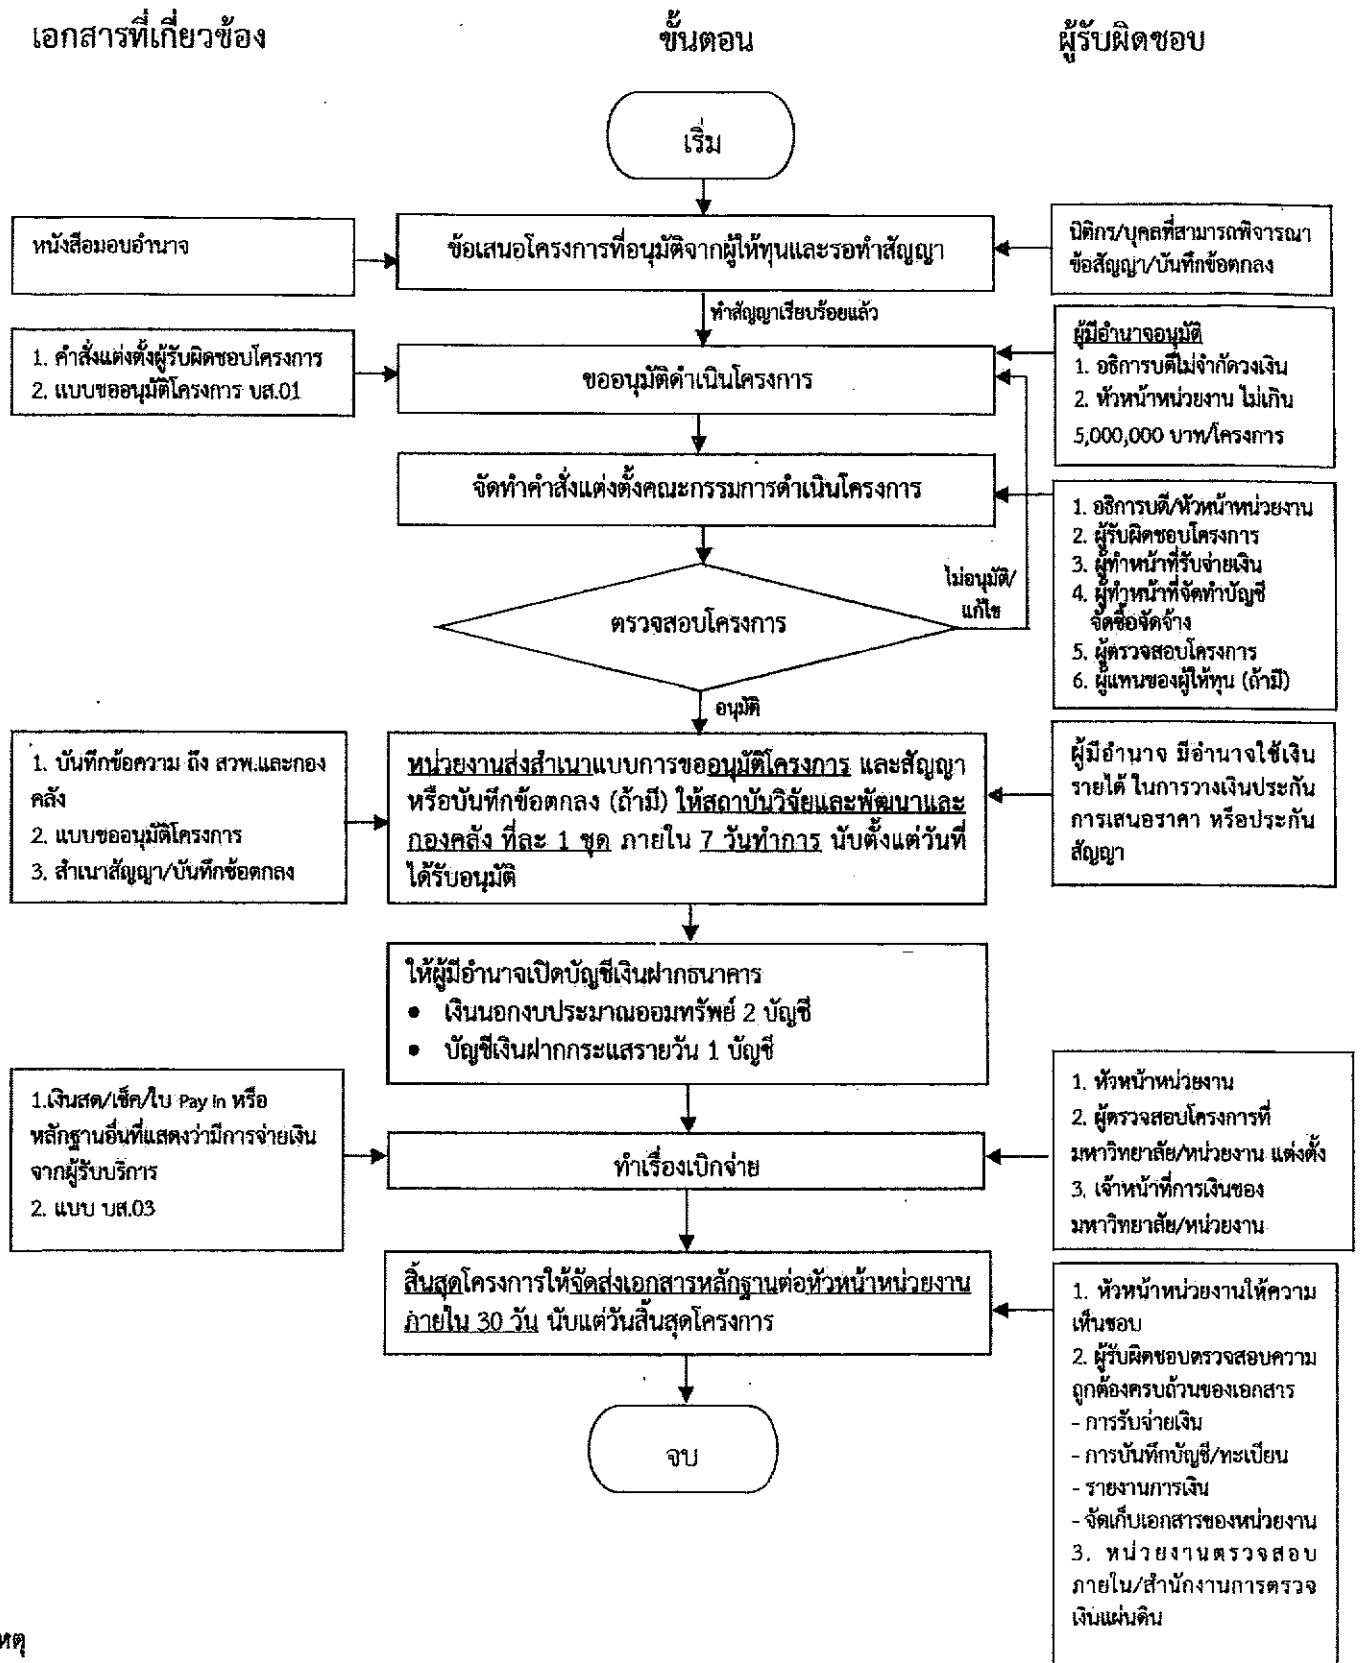 เอกสารที่เกี่ยวข้อง
ขั้นตอน
ผู้รับผิดชอบ
เริ่ม
หนังสือมอบอำนาจ
ข้อเสนอโครงการที่อนุมัติจากผู้ให้ทุนและรอทำสัญญา
นิติกร/บุคลที่สามารถพิจารณา
ข้อสัญญา/บันทึกข้อตกลง
ทำสัญญาเรียบร้อยแล้ว
1. คำสั่งแต่งตั้งผู้รับผิดชอบโครงการ
2. แบบขออนุมัติโครงการ บส.01
ขออนุมัติดำเนินโครงการ
ผู้มีอำนาจอนุมัติ
1. อธิการบดีไม่จำกัดวงเงิน
2. หัวหน้าหน่วยงาน ไม่เกิน
5,000,000 บาท/โครงการ
จัดทำคำสั่งแต่งตั้งคณะกรรมการดำเนินโครงการ
1. อธิการบดี/หัวหน้าหน่วยงาน
2. ผู้รับผิดชอบโครงการ
3. ผู้ทำหน้าที่รับจ่ายเงิน
4. ผู้ทำหน้าที่จัดทำบัญชี
จัดซื้อจัดจ้าง
5. ผู้ตรวจสอบโครงการ
6. ผู้แทนของผู้ให้ทุน (ถ้ามี)
ตรวจสอบโครงการ
ไม่อนุมัติ/
แก้ไข
อนุมัติ
1. บันทึกข้อความ ถึง สวพ.และกอง
คลัง
2. แบบขออนุมัติโครงการ
3. สำเนาสัญญา/บันทึกข้อตกลง
หน่วยงานส่งสำเนาแบบการขออนุมัติโครงการ และสัญญา
หรือบันทึกข้อตกลง (ถ้ามี) ให้สถาบันวิจัยและพัฒนาและ
กองคลัง ที่ละ 1 ชุด ภายใน 7 วันทำการ นับตั้งแต่วันที่
ได้รับอนุมัติ
ผู้มีอำนาจ มีอำนาจใช้เงิน
รายได้ ในการวางเงินประกัน
การเสนอราคา หรือประกัน
สัญญา
ให้ผู้มีอำนาจเปิดบัญชีเงินฝากธนาคาร
• เงินนอกงบประมาณออมทรัพย์ 2 บัญชี
• บัญชีเงินฝากกระแสรายวัน 1 บัญชี
1.เงินสด/เช็ค/ใบ Pay in หรือ
หลักฐานอื่นที่แสดงว่ามีการจ่ายเงิน
จากผู้รับบริการ
2. แบบ บส.03
ทำเรื่องเบิกจ่าย
1. หัวหน้าหน่วยงาน
2. ผู้ตรวจสอบโครงการที่
มหาวิทยาลัย/หน่วยงาน แต่งตั้ง
3. เจ้าหน้าที่การเงินของ
มหาวิทยาลัย/หน่วยงาน
สิ้นสุดโครงการให้จัดส่งเอกสารหลักฐานต่อหัวหน้าหน่วยงาน
ภายใน 30 วัน นับแต่วันสิ้นสุดโครงการ
1. หัวหน้าหน่วยงานให้ความ
เห็นชอบ
2. ผู้รับผิดชอบตรวจสอบความ
ถูกต้องครบถ้วนของเอกสาร
- การรับจ่ายเงิน
- การบันทึกบัญชี/ทะเบียน
- รายงานการเงิน
- จัดเก็บเอกสารของหน่วยงาน
3. หน่วยงานตรวจสอบ
ภายใน/สำนักงานการตรวจ
เงินแผ่นดิน
จบ
หตุ